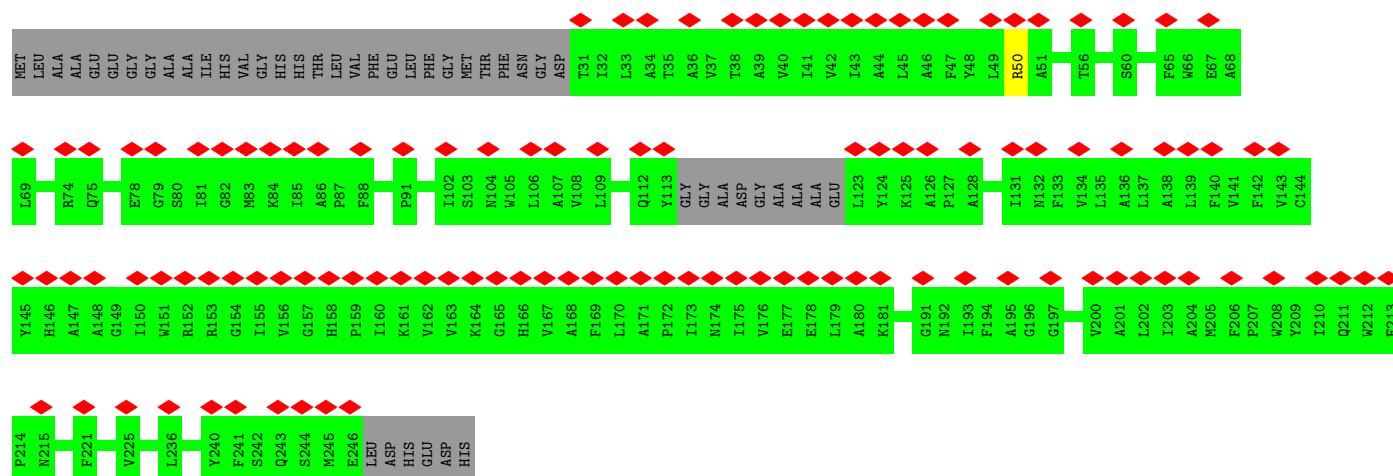 MET LEU ALA ALA GLU GLU GLY GLY ALA ALA ILE HIS VAL GLY HIS HIS THR LEU VAL PHE GLU LEU PHE GLY MET THR PHE ASN GLY ASP T31 I32 L33 A34 T35 A36 V37 T38 A39 V40 I41 V42 I43 A44 L45 A46 F47 Y48 L49 R50 A51 T56 S60 F65 W66 E67 A68
L69 R74 Q75 E78 G79 S80 I81 G82 M83 K84 I85 A86 P87 F88 P91 I102 S103 N104 W105 L106 A107 V108 L109 Q112 Y113 GLY GLY ALA ASP GLY ALA ALA ALA GLU L123 Y124 K125 A126 P127 A128 I131 N132 F133 V134 L135 A136 L137 A138 L139 F140 V141 F142 V143 C144
Y145 H146 A147 A148 G149 I150 W151 R152 R153 G154 I155 V156 G157 H158 P159 I160 K161 V162 V163 K164 G165 H166 V167 A168 F169 L170 A171 P172 I173 N174 I175 V176 E177 E178 L179 A180 K181 G191 N192 I193 F194 A195 G196 G197 V200 A201 L202 I203 A204 M205 F206 P207 W208 Y209 I210 Q211 W212
P214 N215 F221 V225 L236 Y240 F241 S242 Q243 S244 M245 E246 LEU ASP HIS GLU ASP HIS